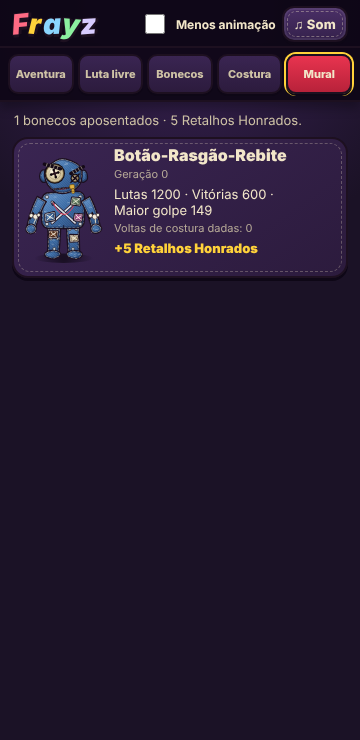 Frayz
Menos animação
♫ Som
Aventura
Luta livre
Bonecos
Costura
Mural
1 bonecos aposentados · 5 Retalhos Honrados.
Botão-Rasgão-Rebite
Geração 0
Lutas 1200 · Vitórias 600 ·
Maior golpe 149
Voltas de costura dadas: 0
+5 Retalhos Honrados